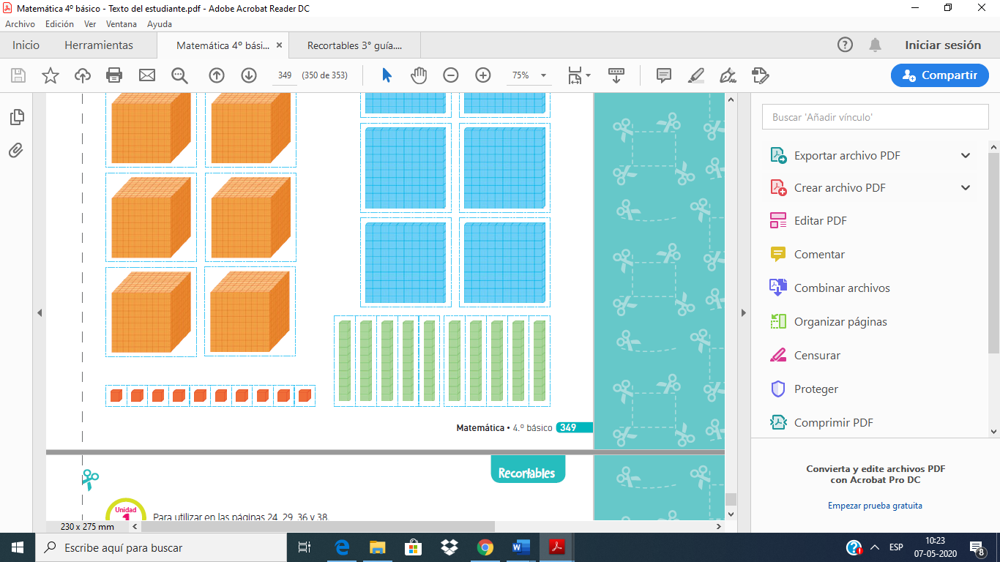 Matemática 4º básico - Texto del estudiante.pdf - Adobe Acrobat Reader DC
Archivo Edición Ver Ventana Ayuda
Inicio Herramientas Matemática 4º bási... × Recortables 3° guía.... Iniciar sesión
349 (350 de 353) 75% Compartir
Buscar 'Añadir vínculo'
Exportar archivo PDF
Crear archivo PDF
Editar PDF
Comentar
Combinar archivos
Organizar páginas
Censurar
Proteger
Comprimir PDF
Convierta y edite archivos PDF
con Acrobat Pro DC
Empezar prueba gratuita
Matemática • 4.º básico 349
Recortables
Unidad
1
Para utilizar en las páginas 24, 29, 36 y 38.
230 x 275 mm
Escribe aquí para buscar
ESP
10:23
07-05-2020
8